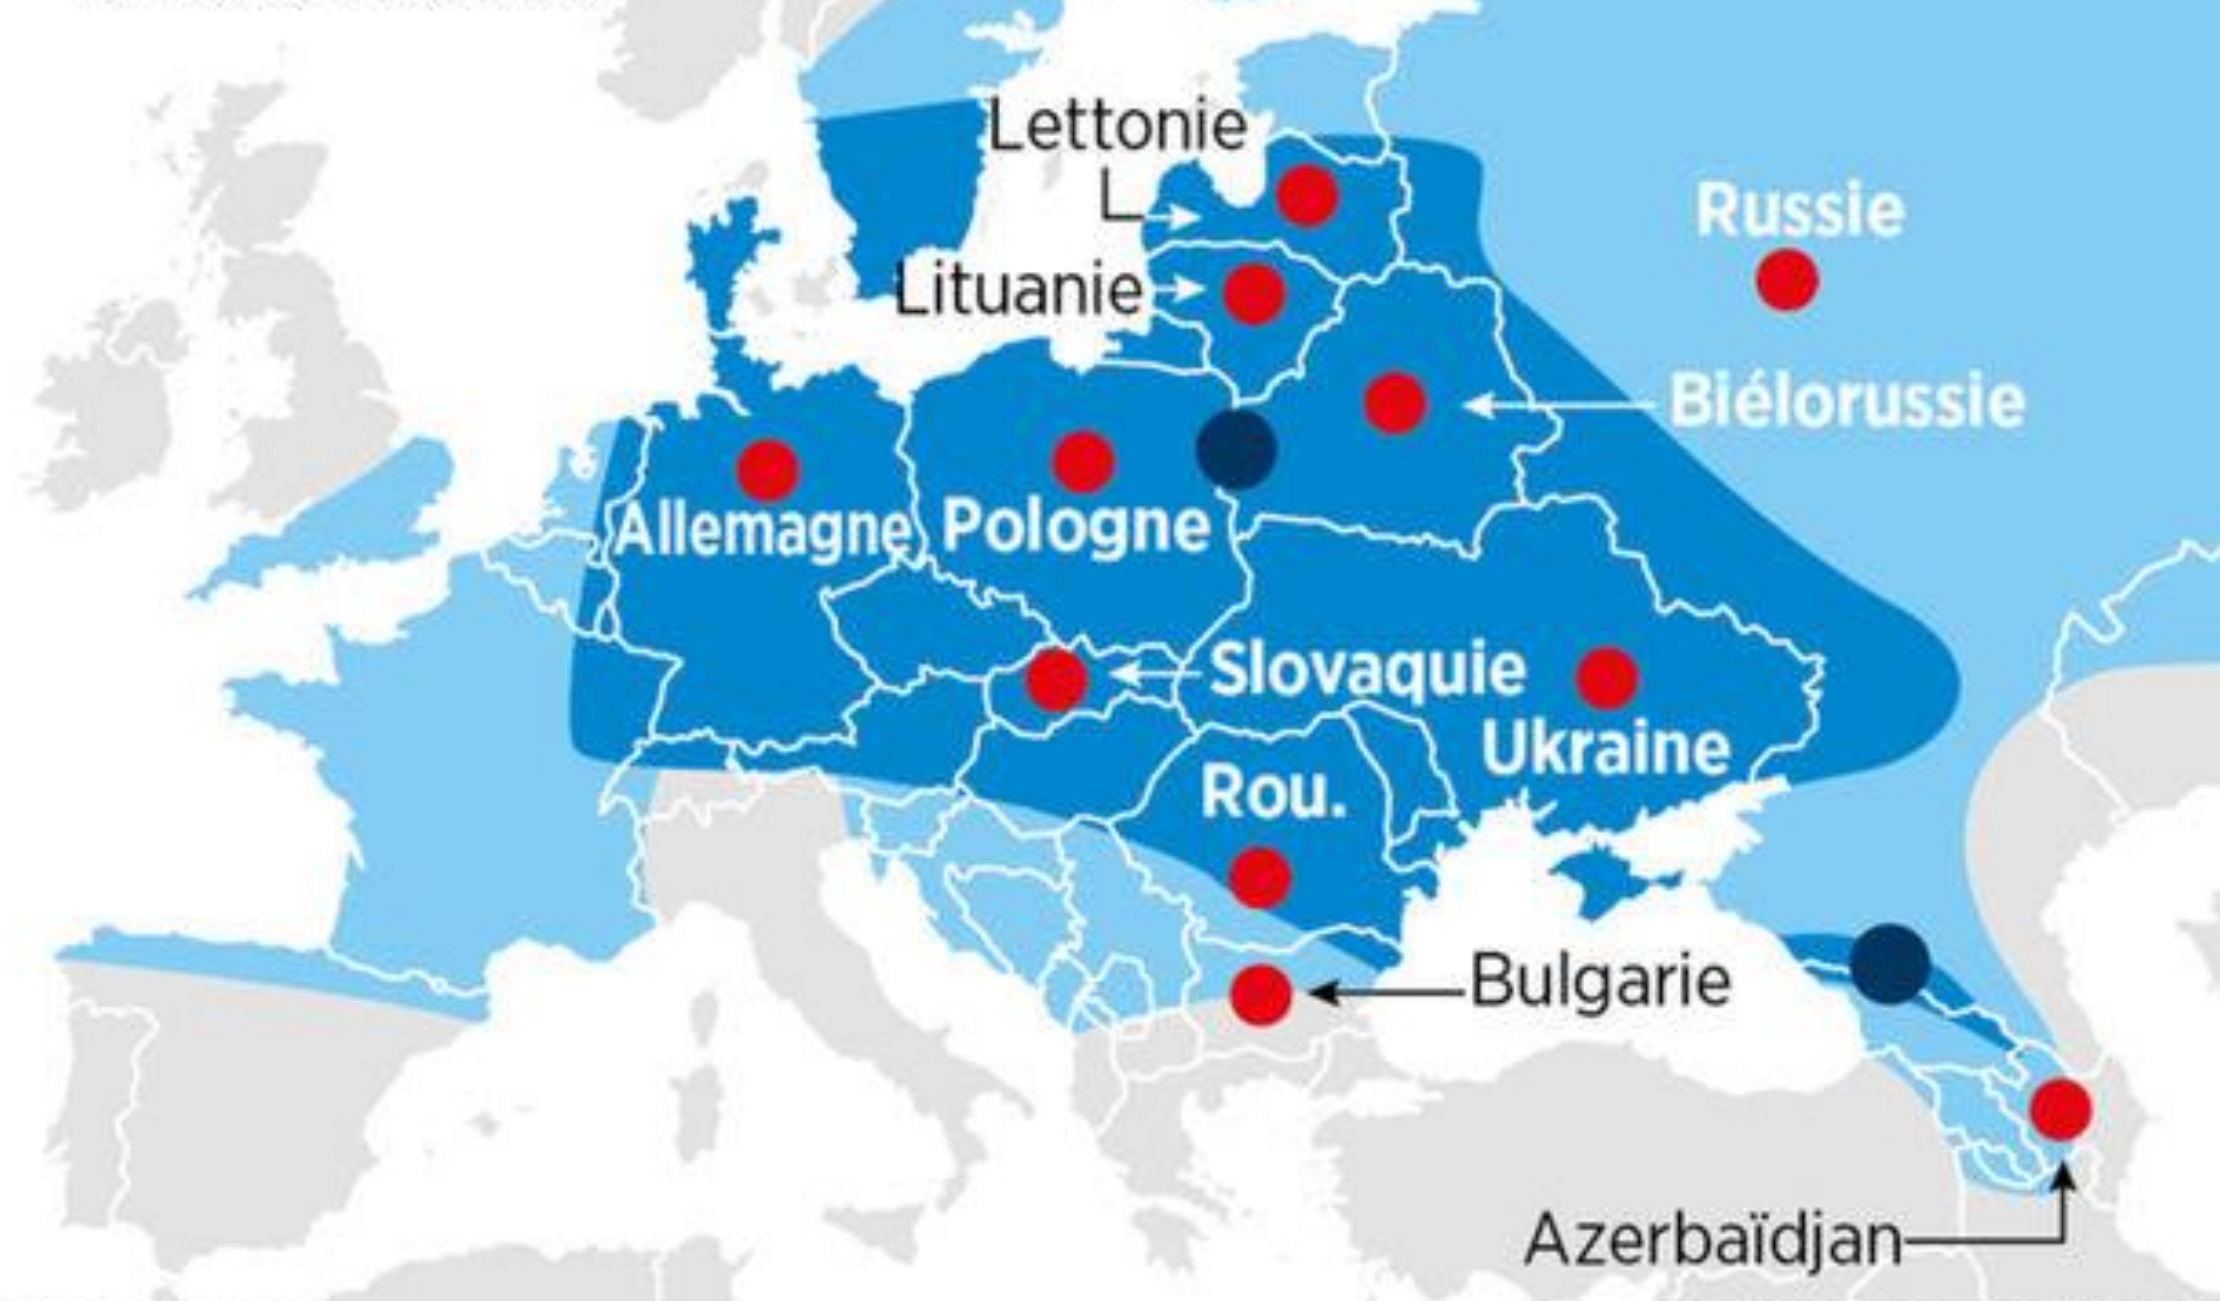 Lettonie
Russie
Lituanie
Biélorussie
Allemagne
Pologne
Slovaquie
Ukraine
Rou.
Bulgarie
Azerbaïdjan